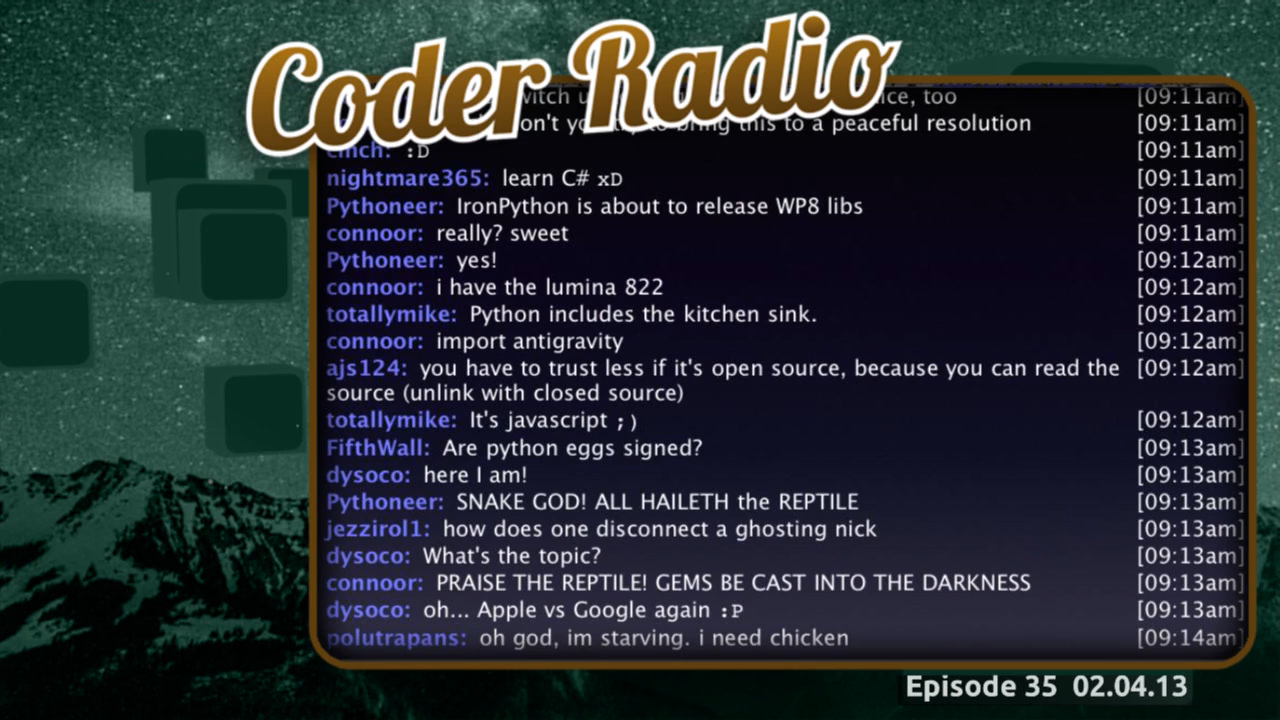 Coder Radio
ice, too [09:11am]
bring this to a peaceful resolution [09:11am]
cinch: :D [09:11am]
nightmare365: learn C# xD [09:11am]
Pythoneer: IronPython is about to release WP8 libs [09:11am]
connoor: really? sweet [09:11am]
Pythoneer: yes! [09:12am]
connoor: i have the lumina 822 [09:12am]
totallymike: Python includes the kitchen sink. [09:12am]
connoor: import antigravity [09:12am]
ajs124: you have to trust less if it's open source, because you can read the [09:12am]
source (unlink with closed source)
totallymike: It's javascript ;) [09:12am]
FifthWall: Are python eggs signed? [09:13am]
dysoco: here I am! [09:13am]
Pythoneer: SNAKE GOD! ALL HAILETH the REPTILE [09:13am]
jezzirol1: how does one disconnect a ghosting nick [09:13am]
dysoco: What's the topic? [09:13am]
connoor: PRAISE THE REPTILE! GEMS BE CAST INTO THE DARKNESS [09:13am]
dysoco: oh... Apple vs Google again :P [09:13am]
polutrapans: oh god, im starving. i need chicken [09:14am]
Episode 35 02.04.13